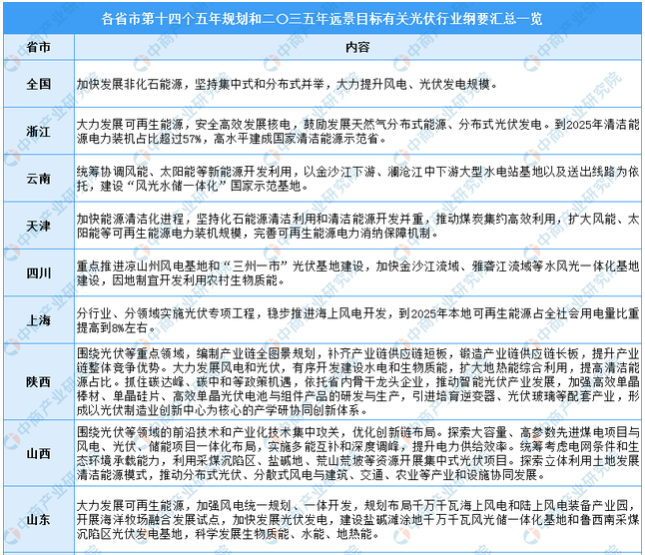 各省市第十四个五年规划和二〇三五年远景目标有关光伏行业纲要汇总一览
省市
内容
全国
加快发展非化石能源，坚持集中式和分布式并举，大力提升风电、光伏发电规模。
浙江
大力发展可再生能源，安全高效发展核电，鼓励发展天然气分布式能源、分布式光伏发电。到2025年清洁能
源电力装机占比超过57%，高水平建成国家清洁能源示范省。
云南
统筹协调风能、太阳能等新能源开发利用，以金沙江下游、澜沧江中下游大型水电站基地以及送出线路为依
托，建设“风光水储一体化”国家示范基地。
天津
加快能源清洁化进程，坚持化石能源清洁利用和清洁能源开发并重，推动煤炭集约高效利用，扩大风能、太
阳能等可再生能源电力装机规模，完善可再生能源电力消纳保障机制。
四川
重点推进凉山州风电基地和“三州一市”光伏基地建设，加快金沙江流域、雅砻江流域等水风光一体化基地
建设，因地制宜开发利用农村生物质能。
上海
分行业、分领域实施光伏专项工程，稳步推进海上风电开发，到2025年本地可再生能源占全社会用电量比重
提高到8%左右。
陕西
围绕光伏等重点领域，编制产业链全图景规划，补齐产业链供应链短板，锻造产业链供应链长板，提升产业
链整体竞争优势。大力发展风电和光伏，有序开发建设水电和生物质能，扩大地热能综合利用，提高清洁能
源占比。抓住碳达峰、碳中和等政策机遇，依托省内骨干龙头企业，推动智能光伏产业发展，加强高效单晶
棒材、单晶硅片、高效单晶光伏电池与组件产品的研发与生产，引进培育逆变器、光伏玻璃等配套产业，形
成以光伏制造业创新中心为核心的产学研协同创新体系。
山西
围绕光伏等领域的前沿技术和产业化技术集中攻关，优化创新链布局。探索大容量、高参数先进煤电项目与
风电、光伏、储能项目一体化布局，实施多能互补和深度调峰，提升电力供给效率。统筹考虑电网条件和生
态环境承载能力，利用采煤沉陷区、盐碱地、荒山荒坡等资源开展集中式光伏项目。探索立体利用土地发展
清洁能源模式，推动分布式光伏、分散式风电与建筑、交通、农业等产业和设施协同发展。
山东
大力发展可再生能源，加强风电统一规划、一体开发，规划布局千万千瓦海上风电和陆上风电装备产业园，
开展海洋牧场融合发展试点，加快发展光伏发电，建设盐碱滩涂地千万千瓦风光储一体化基地和鲁西南采煤
沉陷区光伏发电基地，科学发展生物质能、水能、地热能。
中商产业研究院